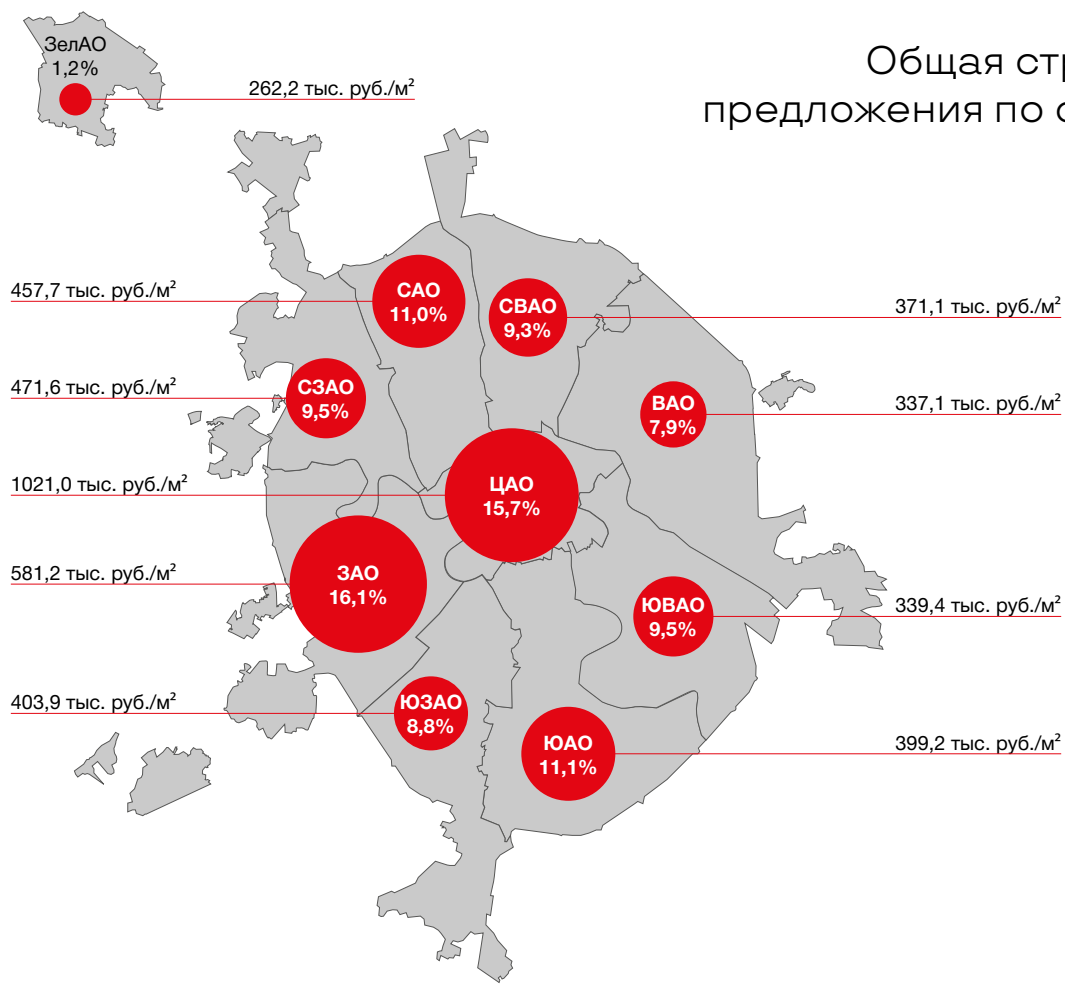 ЗелАО
1,2%
262,2 тыс. руб./м²
Общая
предложения по
457,7 тыс. руб./м²
САО
11,0%
СВАО
9,3%
371,1 тыс. руб./м²
471,6 тыс. руб./м²
СЗАО
9,5%
ВАО
7,9%
337,1 тыс. руб./м²
1021,0 тыс. руб./м²
ЦАО
15,7%
581,2 тыс. руб./м²
ЗАО
16,1%
ЮВАО
9,5%
339,4 тыс. руб./м²
403,9 тыс. руб./м²
ЮЗАО
8,8%
ЮАО
11,1%
399,2 тыс. руб./м²